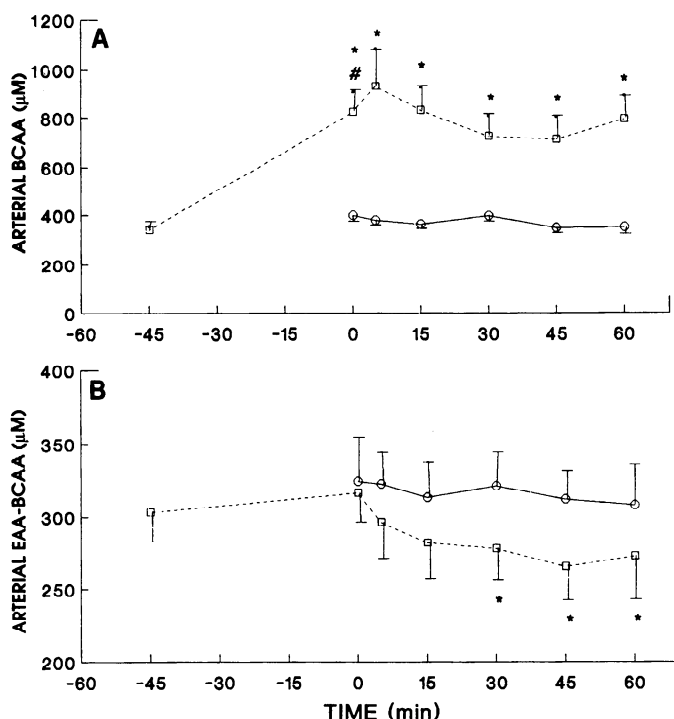 A
ARTERIAL BCAA (μM)
1200
1000
800
600
400
200
0
* # * * * * *
-60 -45 -30 -15 0 15 30 45 60
B
ARTERIAL EAA-BCAA (μM)
400
350
300
250
200
* * *
-60 -45 -30 -15 0 15 30 45 60
TIME (min)